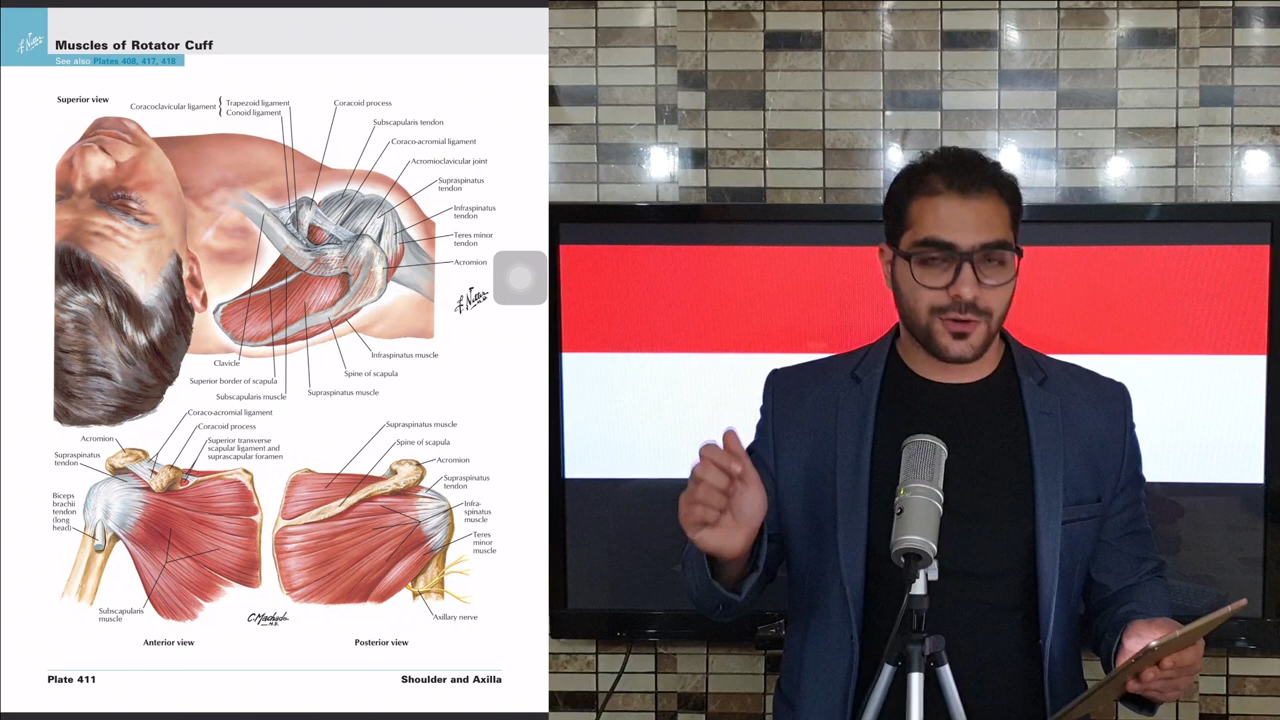 Muscles of Rotator Cuff
See also Plates 408, 417, 418
Superior view
Coracoclavicular ligament
Trapezoid ligament
Conoid ligament
Coracoid process
Subscapularis tendon
Coraco-acromial ligament
Acromioclavicular joint
Supraspinatus
tendon
Infraspinatus
tendon
Teres minor
tendon
Acromion
F. Netter
M.D.
Clavicle
Superior border of scapula
Subscapularis muscle
Infraspinatus muscle
Spine of scapula
Supraspinatus muscle
Coraco-acromial ligament
Coracoid process
Superior transverse
scapular ligament and
suprascapular foramen
Acromion
Supraspinatus
tendon
Biceps
brachii
tendon
(long
head)
Subscapularis
muscle
Anterior view
Supraspinatus muscle
Spine of scapula
Acromion
Supraspinatus
tendon
Infra-
spinatus
muscle
Teres
minor
muscle
Axillary nerve
C.Machado
M.D.
Posterior view
Plate 411
Shoulder and Axilla